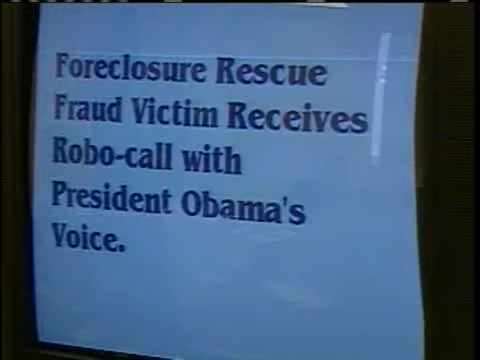 Foreclosure Rescue
Fraud Victim Receives
Robo-call with
President Obama's
Voice.